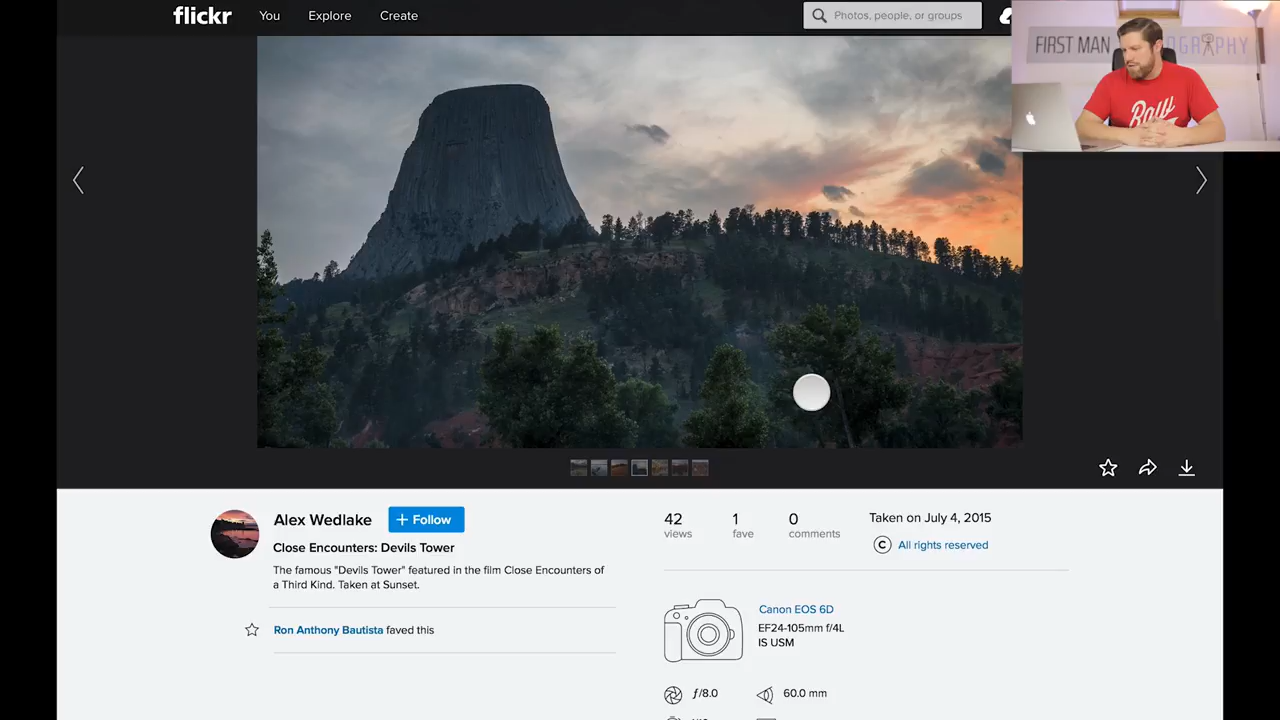 flickr
You
Explore
Create
Photos, people, or groups
FIRST MAN
OGRAPHY
Raw
Alex Wedlake
+ Follow
Close Encounters: Devils Tower
The famous "Devils Tower" featured in the film Close Encounters of
a Third Kind. Taken at Sunset.
Ron Anthony Bautista faved this
42
views
1
fave
0
comments
Taken on July 4, 2015
© All rights reserved
Canon EOS 6D
EF24-105mm f/4L
IS USM
ƒ/8.0
60.0 mm